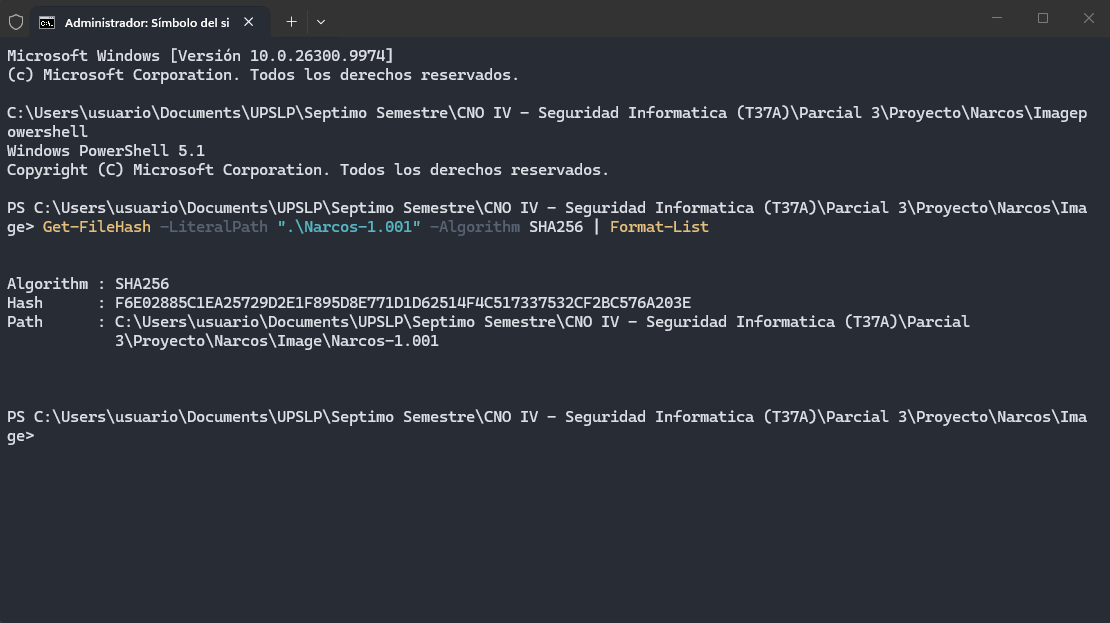 Administrador: Símbolo del si
Microsoft Windows [Versión 10.0.26300.9974]
(c) Microsoft Corporation. Todos los derechos reservados.
C:\Users\usuario\Documents\UPSLP\Septimo Semestre\CNO IV - Seguridad Informatica (T37A)\Parcial 3\Proyecto\Narcos\Imagep
owershell
Windows PowerShell 5.1
Copyright (C) Microsoft Corporation. Todos los derechos reservados.
PS C:\Users\usuario\Documents\UPSLP\Septimo Semestre\CNO IV - Seguridad Informatica (T37A)\Parcial 3\Proyecto\Narcos\Ima
ge> Get-FileHash -LiteralPath ".\Narcos-1.001" -Algorithm SHA256 | Format-List
Algorithm : SHA256
Hash      : F6E02885C1EA25729D2E1F895D8E771D1D62514F4C517337532CF2BC576A203E
Path      : C:\Users\usuario\Documents\UPSLP\Septimo Semestre\CNO IV - Seguridad Informatica (T37A)\Parcial
3\Proyecto\Narcos\Image\Narcos-1.001
PS C:\Users\usuario\Documents\UPSLP\Septimo Semestre\CNO IV - Seguridad Informatica (T37A)\Parcial 3\Proyecto\Narcos\Ima
ge>